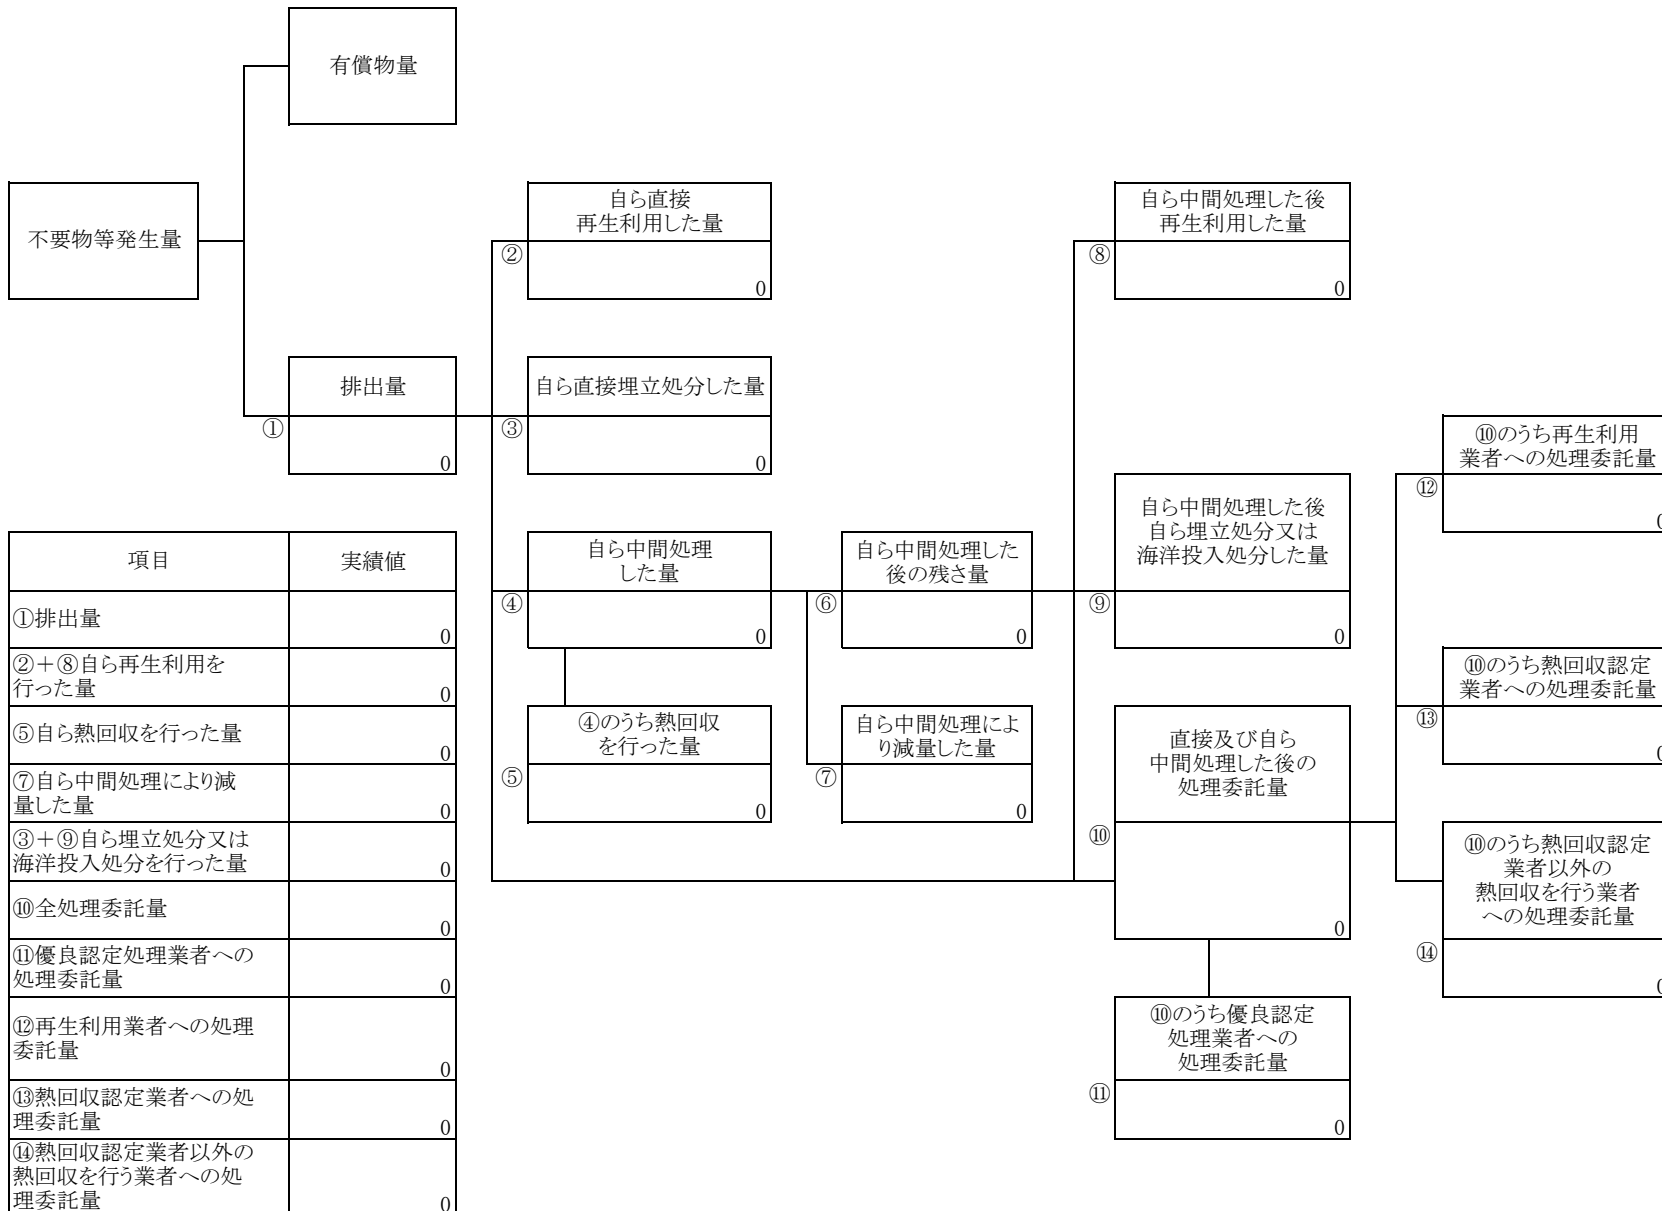 有償物量
不要物等発生量
排出量
①
0
自ら直接
再生利用した量
②
0
自ら直接埋立処分した量
③
0
自ら中間処理
した量
④
0
④のうち熱回収
を行った量
⑤
0
自ら中間処理した
後の残さ量
⑥
0
自ら中間処理によ
り減量した量
⑦
0
自ら中間処理した後
再生利用した量
⑧
0
自ら中間処理した後
自ら埋立処分又は
海洋投入処分した量
⑨
0
直接及び自ら
中間処理した後の
処理委託量
⑩
0
⑩のうち優良認定
処理業者への
処理委託量
⑪
0
⑩のうち再生利用
業者への処理委託量
⑫
0
⑩のうち熱回収認定
業者への処理委託量
⑬
0
⑩のうち熱回収認定
業者以外の
熱回収を行う業者
への処理委託量
⑭
0
項目 実績値
①排出量
0
②+⑧自ら再生利用を
行った量
0
⑤自ら熱回収を行った量
0
⑦自ら中間処理により減
量した量
0
③+⑨自ら埋立処分又は
海洋投入処分を行った量
0
⑩全処理委託量
0
⑪優良認定処理業者への
処理委託量
0
⑫再生利用業者への処理
委託量
0
⑬熱回収認定業者への処
理委託量
0
⑭熱回収認定業者以外の
熱回収を行う業者への処
理委託量
0